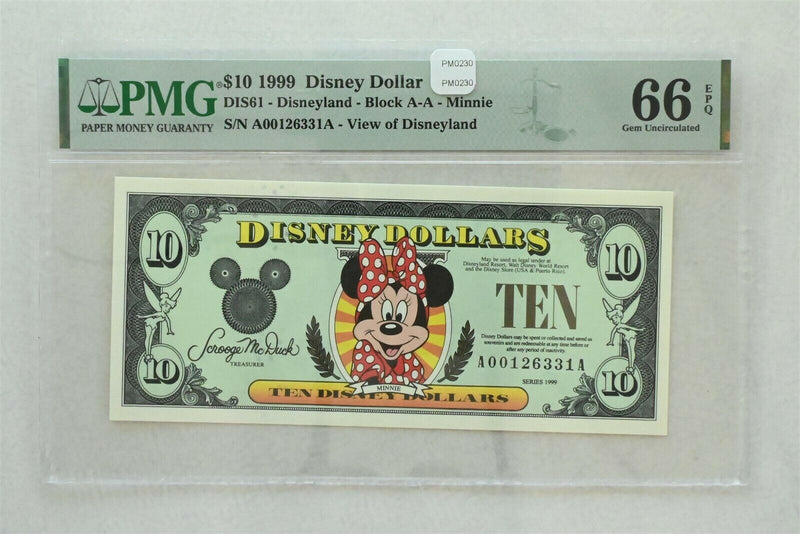 PM0230
PM0230
PMG®
PAPER MONEY GUARANTY
$10 1999 Disney Dollar
DIS61 - Disneyland - Block A-A - Minnie
S/N A00126331A - View of Disneyland
66 EPQ
Gem Uncirculated
10
DISNEY DOLLARS
10
May be used as legal tender at
Disneyland Resort, Walt Disney World Resort
and the Disney Store (USA & Puerto Rico).
TEN
Disney Dollars may be spent or collected and saved as
souvenirs and are redeemable at any time before or
after any period of inactivity.
Scrooge McDuck
TREASURER
A00126331A
SERIES 1999
10
MINNIE
TEN DISNEY DOLLARS
10